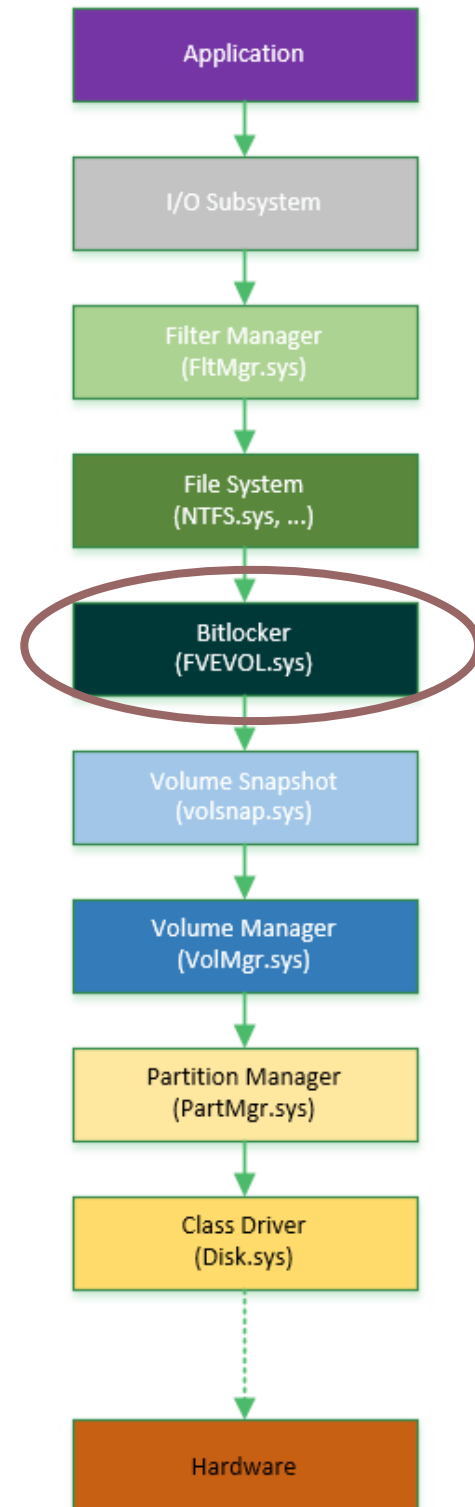 Application
I/O Subsystem
Filter Manager
(FltMgr.sys)
File System
(NTFS.sys, ...)
Bitlocker
(FVEVOL.sys)
Volume Snapshot
(volsnap.sys)
Volume Manager
(VolMgr.sys)
Partition Manager
(PartMgr.sys)
Class Driver
(Disk.sys)
Hardware